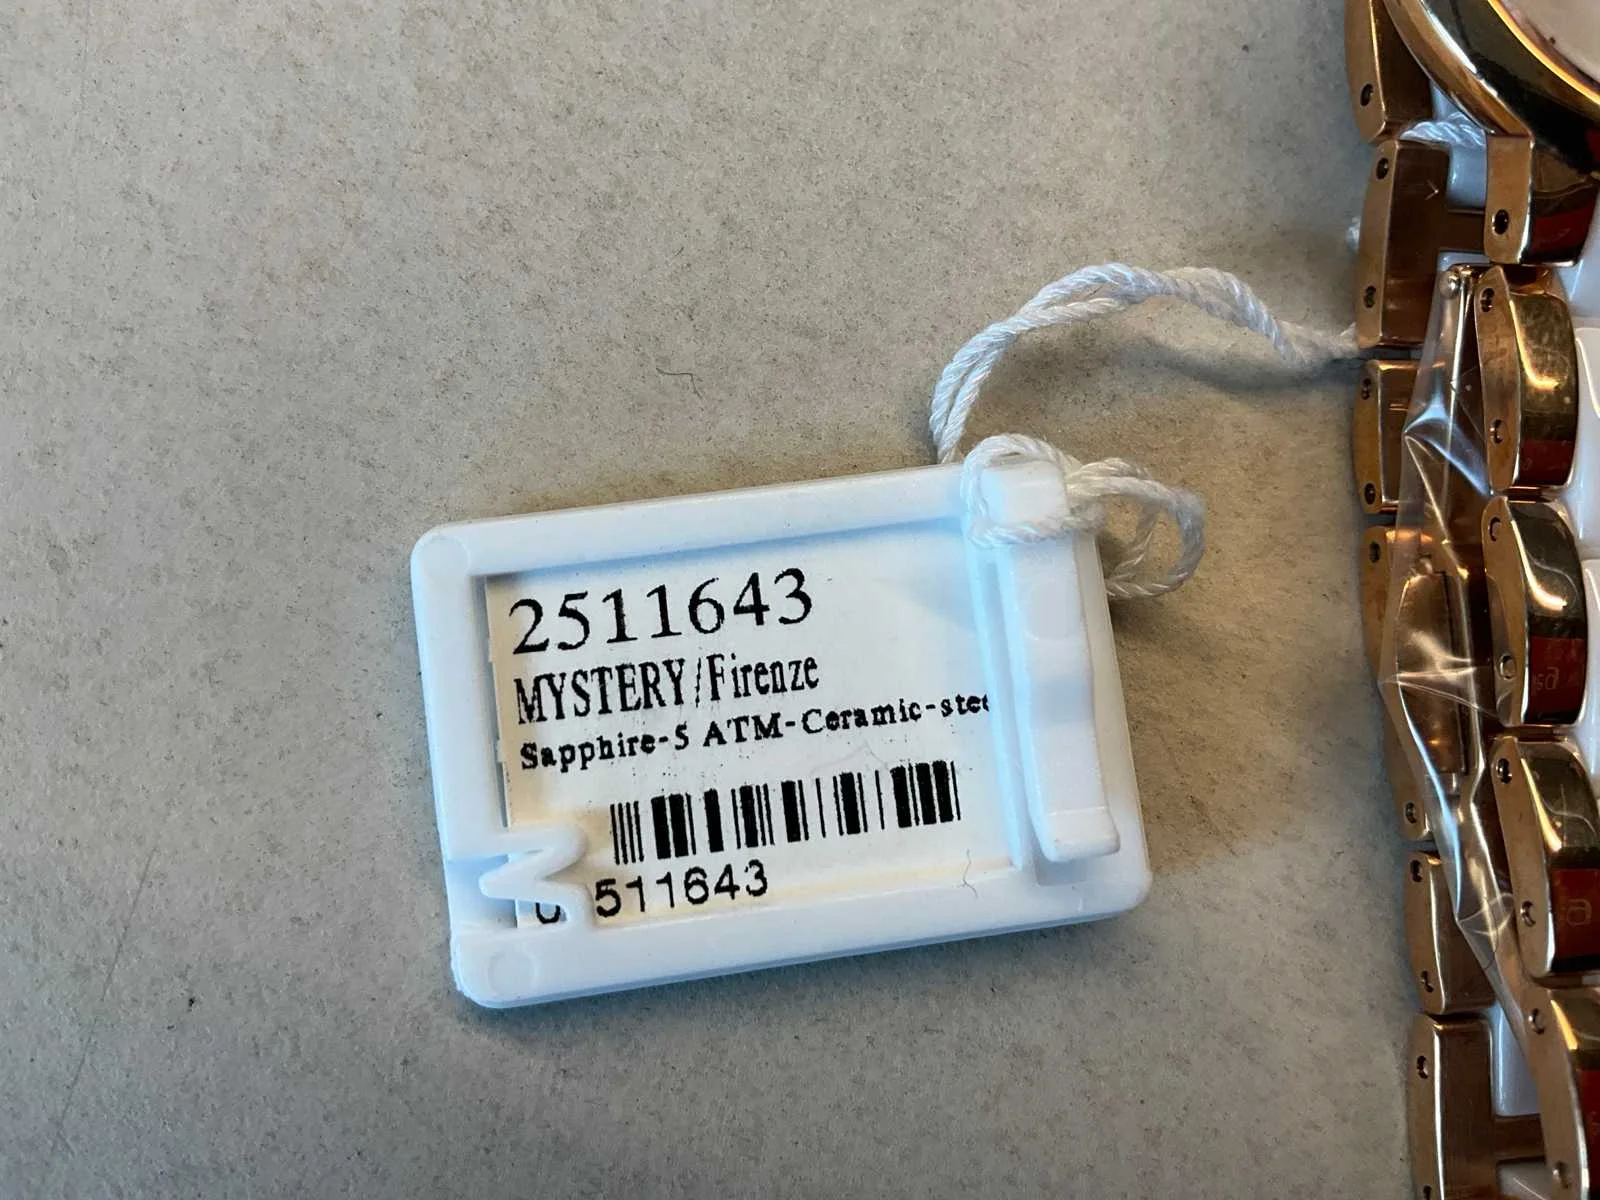 2511643
MYSTERY/Firenze
Sapphire-5 ATM-Ceramic-stee
511643